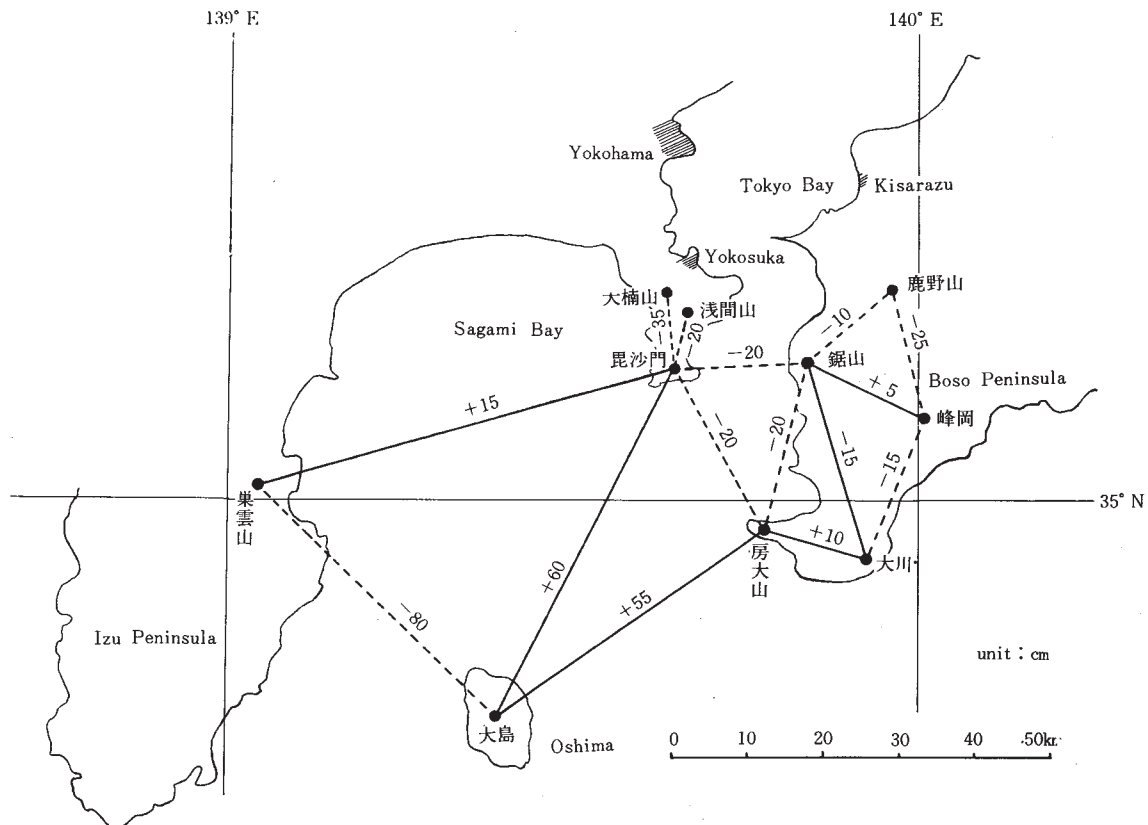 139° E
140° E
Yokohama
Tokyo Bay
Kisarazu
Yokosuka
大楠山
浅間山
鹿野山
Sagami Bay
-35
-20
-10
-25
毘沙門
-20
鋸山
+5
Boso Peninsula
峰岡
+15
-20
-20
-15
-15
巣雲山
35° N
+10
大川
房大山
+60
+55
-80
Izu Peninsula
unit : cm
大島
Oshima
0 12 20 30 40 50kr.